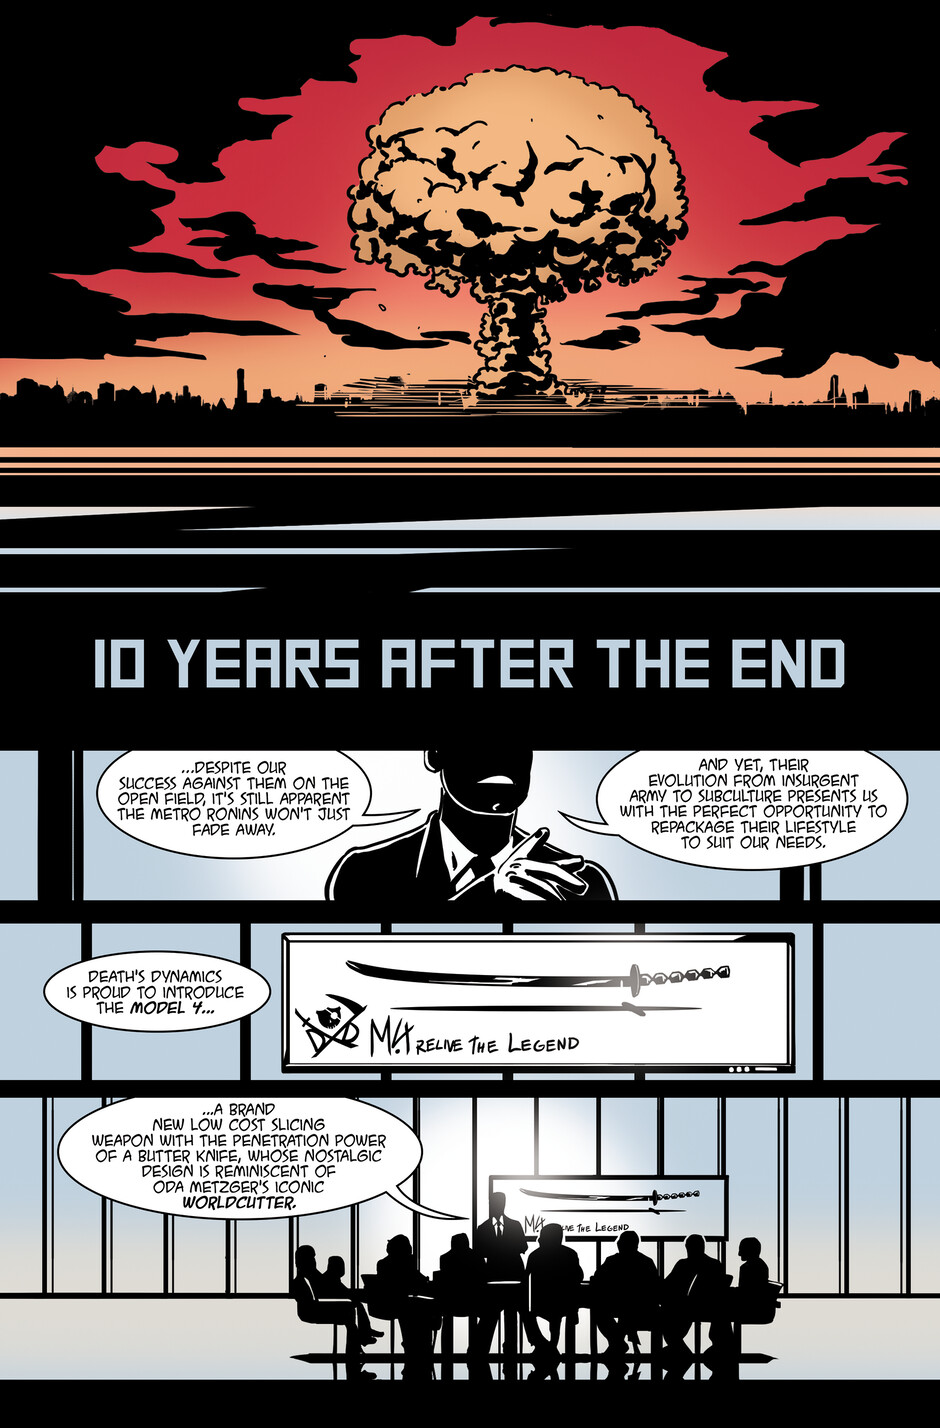 10 YEARS AFTER THE END
...DESPITE OUR
SUCCESS AGAINST THEM ON THE
OPEN FIELD, IT'S STILL APPARENT
THE METRO RONINS WON'T JUST
FADE AWAY.
AND YET, THEIR
EVOLUTION FROM INSURGENT
ARMY TO SUBCULTURE PRESENTS US
WITH THE PERFECT OPPORTUNITY TO
REPACKAGE THEIR LIFESTYLE
TO SUIT OUR NEEDS.
DEATH'S DYNAMICS
IS PROUD TO INTRODUCE
THE MODEL 4...
DD
M4 RELIVE THE LEGEND
...A BRAND
NEW LOW COST SLICING
WEAPON WITH THE PENETRATION POWER
OF A BUTTER KNIFE, WHOSE NOSTALGIC
DESIGN IS REMINISCENT OF
ODA METZGER'S ICONIC
WORLDCUTTER.
M4 LIVE THE LEGEND